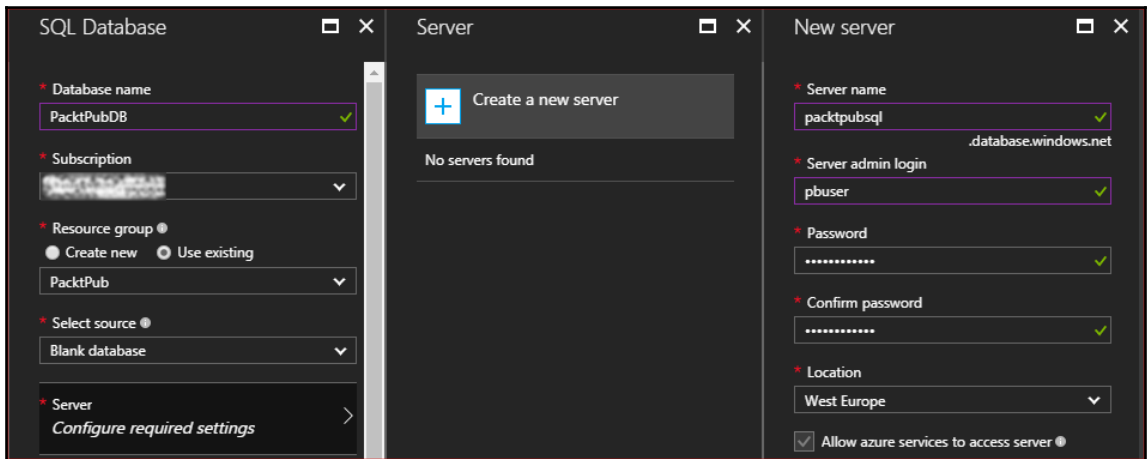 SQL Database
* Database name
PacktPubDB
* Subscription
* Resource group
Create new Use existing
PacktPub
* Select source
Blank database
* Server
Configure required settings
Server
Create a new server
No servers found
New server
* Server name
packtpubsql
.database.windows.net
* Server admin login
pbuser
* Password
••••••••••••
* Confirm password
••••••••••••
* Location
West Europe
Allow azure services to access server